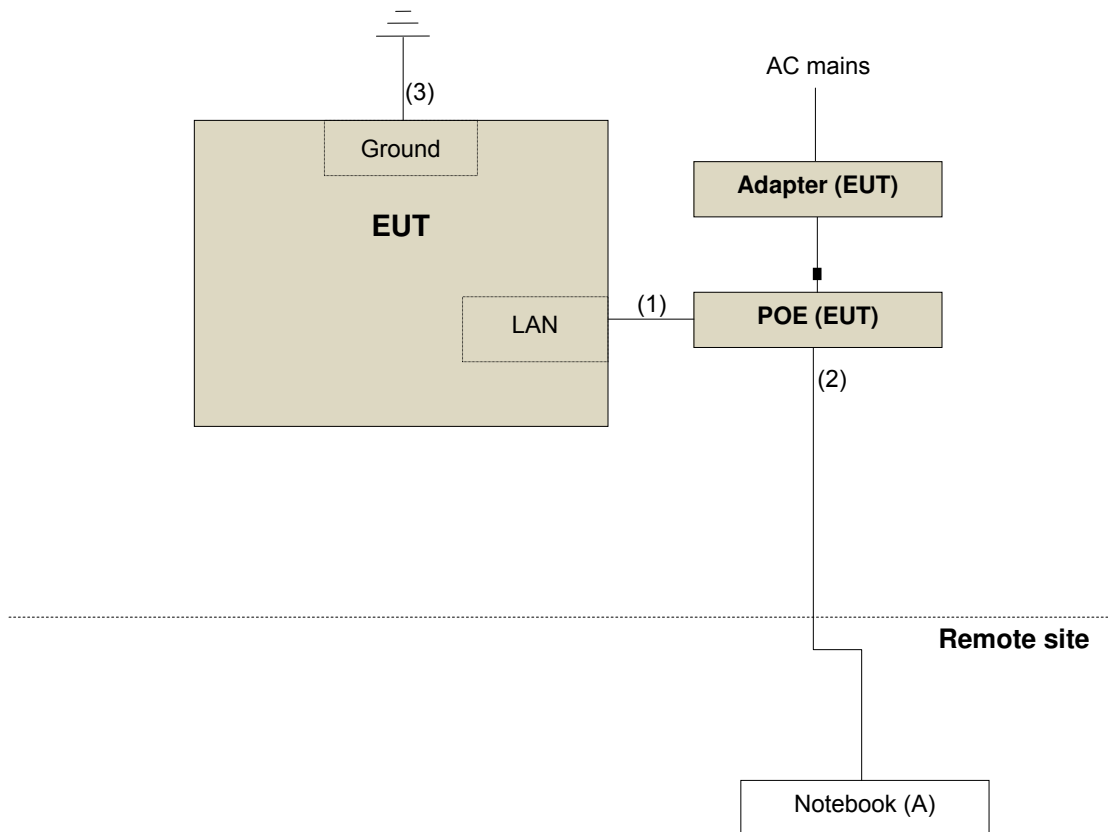 AC mains
(3)
Ground
Adapter (EUT)
EUT
(1)
LAN
POE (EUT)
(2)
Remote site
Notebook (A)